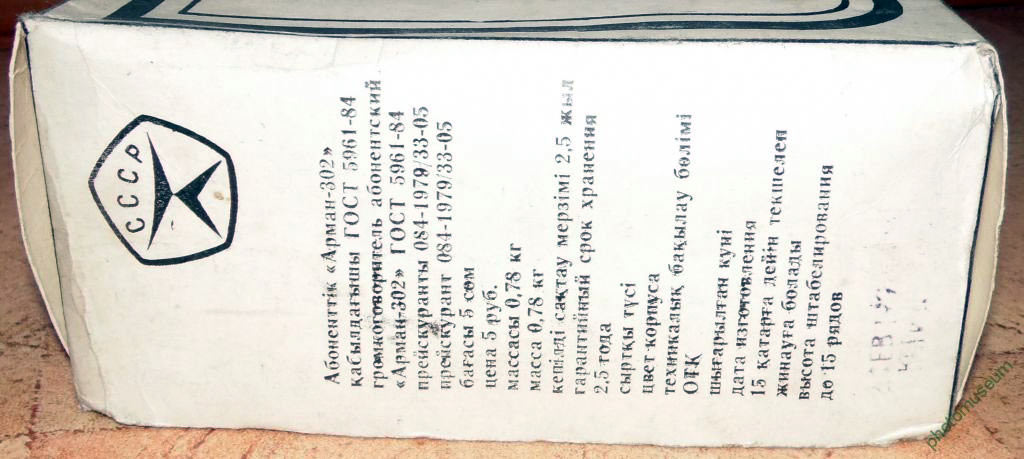 СССР
Абоненттік «Арман-302»
қабылдағышы ГОСТ 5961-84
громкоговоритель абонентский
«Арман-302» ГОСТ 5961-84
прейскуранты 084-1979/33-05
прейскурант 084-1979/33-05
бағасы 5 сом
цена 5 руб.
массасы 0,78 кг
масса 0,78 кг
кепілді сақтау мерзімі 2,5 жыл
гарантийный срок хранения
2,5 года
сыртқы түсі
цвет корпуса
техникалық бақылау бөлімі
ОТК
шығарылған күні
дата изготовления
15 қатарға дейін текшелеп
жинауға болады
высота штабелирования
до 15 рядов
photomuseum.